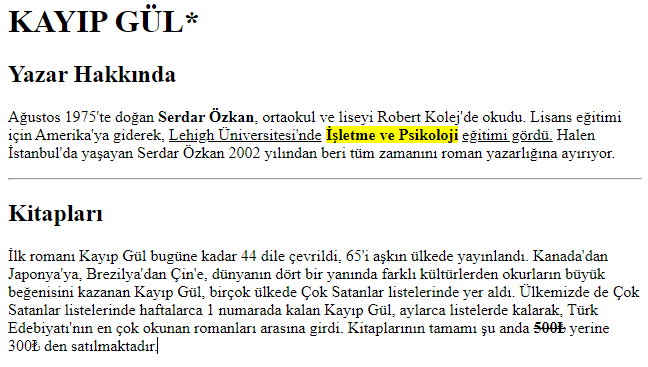 KAYIP GÜL*
Yazar Hakkında
Ağustos 1975'te doğan Serdar Özkan, ortaokul ve liseyi Robert Kolej'de okudu. Lisans eğitimi
için Amerika'ya giderek, Lehigh Üniversitesi'nde İşletme ve Psikoloji eğitimi gördü. Halen
İstanbul'da yaşayan Serdar Özkan 2002 yılından beri tüm zamanını roman yazarlığına ayırıyor.
Kitapları
İlk romanı Kayıp Gül bugüne kadar 44 dile çevrildi, 65'i aşkın ülkede yayınlandı. Kanada'dan
Japonya'ya, Brezilya'dan Çin'e, dünyanın dört bir yanında farklı kültürlerden okurların büyük
beğenisini kazanan Kayıp Gül, birçok ülkede Çok Satanlar listelerinde yer aldı. Ülkemizde de Çok
Satanlar listelerinde haftalarca 1 numarada kalan Kayıp Gül, aylarca listelerde kalarak, Türk
Edebiyatı'nın en çok okunan romanları arasına girdi. Kitaplarının tamamı şu anda 500₺ yerine
300₺ den satılmaktadır.